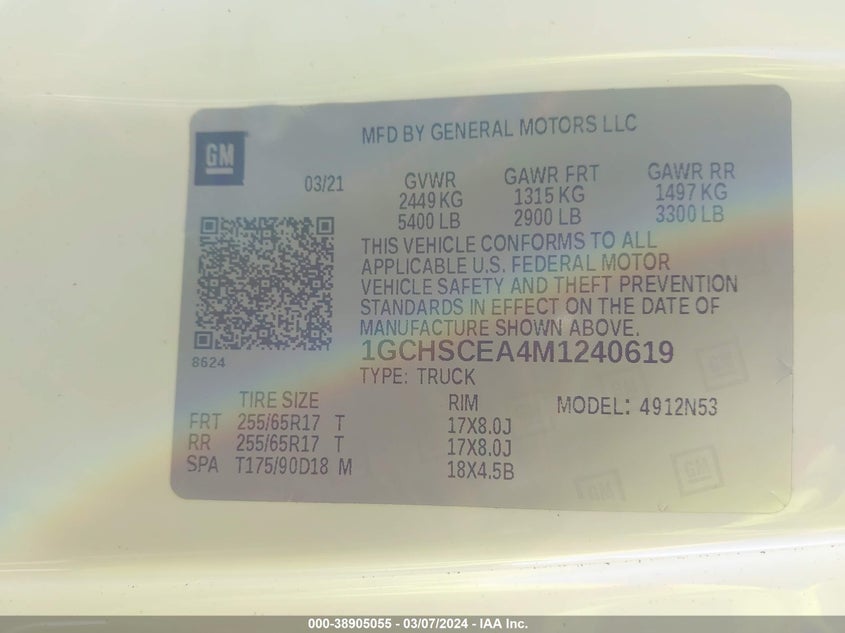 MFD BY GENERAL MOTORS LLC
GM
03/21
GVWR GAWR FRT GAWR RR
2449 KG 1315 KG 1497 KG
5400 LB 2900 LB 3300 LB
THIS VEHICLE CONFORMS TO ALL
APPLICABLE U.S. FEDERAL MOTOR
VEHICLE SAFETY AND THEFT PREVENTION
STANDARDS IN EFFECT ON THE DATE OF
MANUFACTURE SHOWN ABOVE.
8624
1GCHSCEA4M1240619
TYPE: TRUCK
TIRE SIZE RIM MODEL: 4912N53
FRT 255/65R17 T 17X8.0J
RR 255/65R17 T 17X8.0J
SPA T175/90D18 M 18X4.5B
GM GM
000-38905055 — 03/07/2024 — IAA Inc.